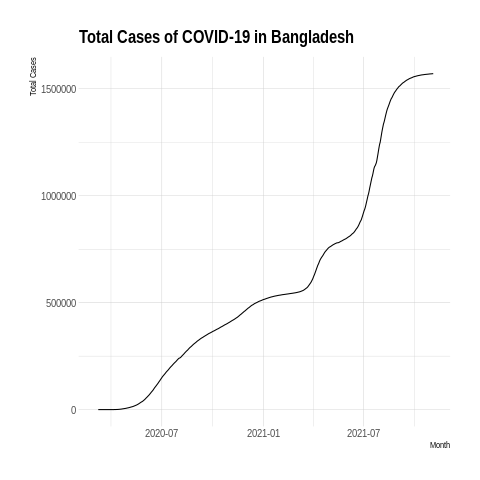 Total Cases of COVID-19 in Bangladesh
Total Cases
1500000
1000000
500000
0
2020-07 2021-01 2021-07
Month